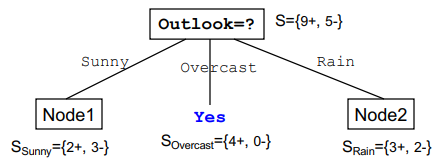 Outlook=? S={9+, 5-}
Sunny Overcast Rain
Node1 Yes Node2
SSunny={2+, 3-} SOvercast={4+, 0-} SRain={3+, 2-}